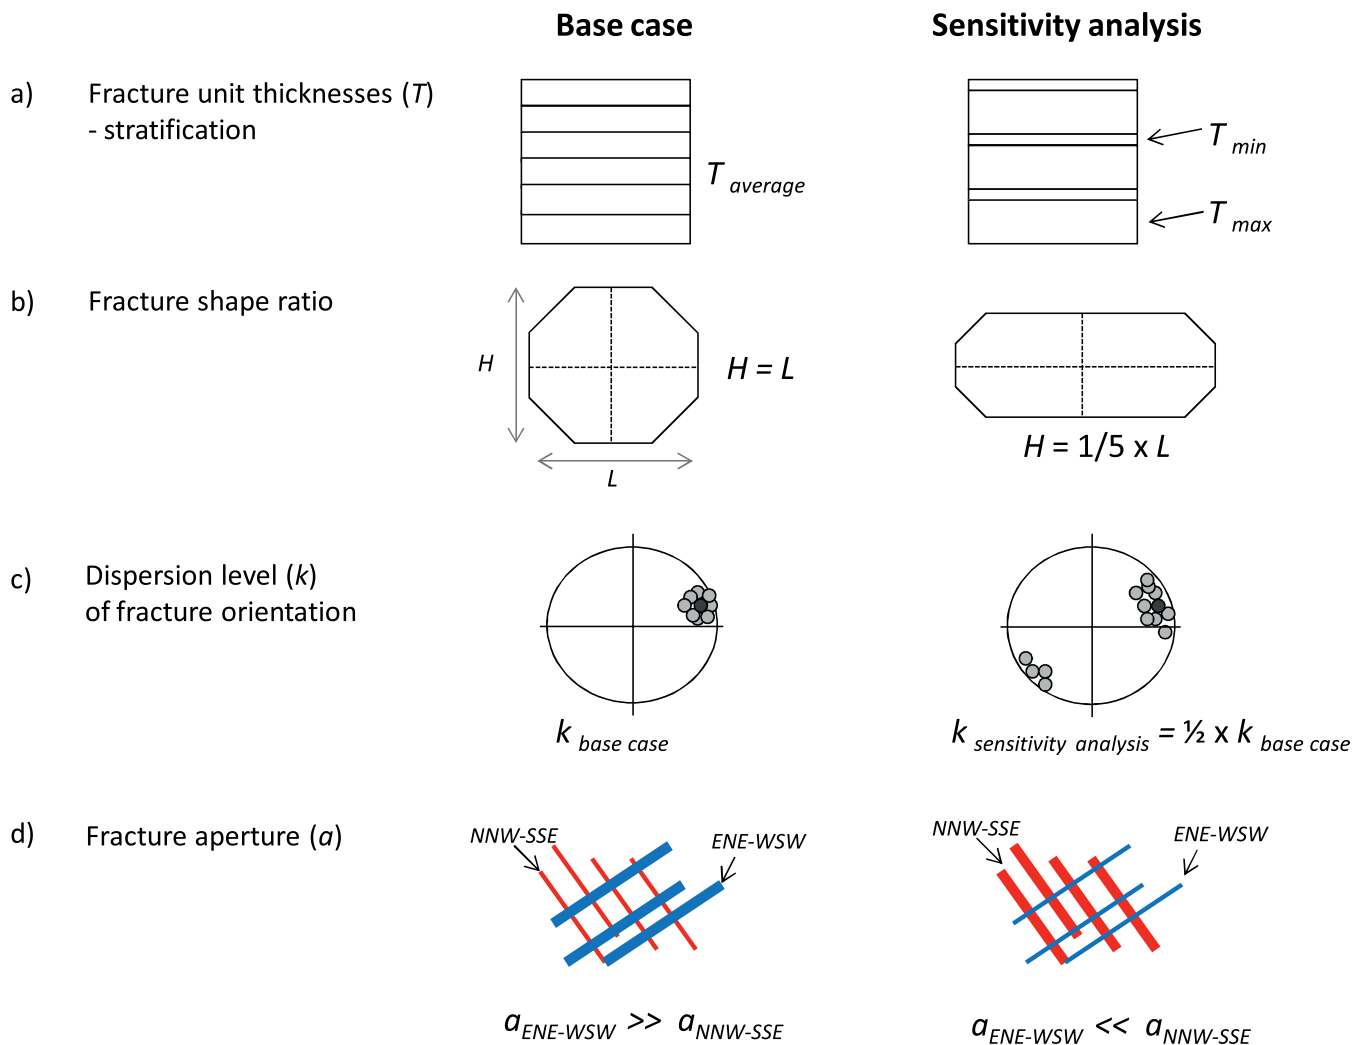 Base case
Sensitivity analysis
a) Fracture unit thicknesses (T)
- stratification
T average
T min
T max
b) Fracture shape ratio
H
H = L
L
H = 1/5 x L
c) Dispersion level (k)
of fracture orientation
k base case
k sensitivity analysis = ½ x k base case
d) Fracture aperture (a)
NNW-SSE
ENE-WSW
NNW-SSE
ENE-WSW
aENE-WSW >> aNNW-SSE
aENE-WSW << aNNW-SSE